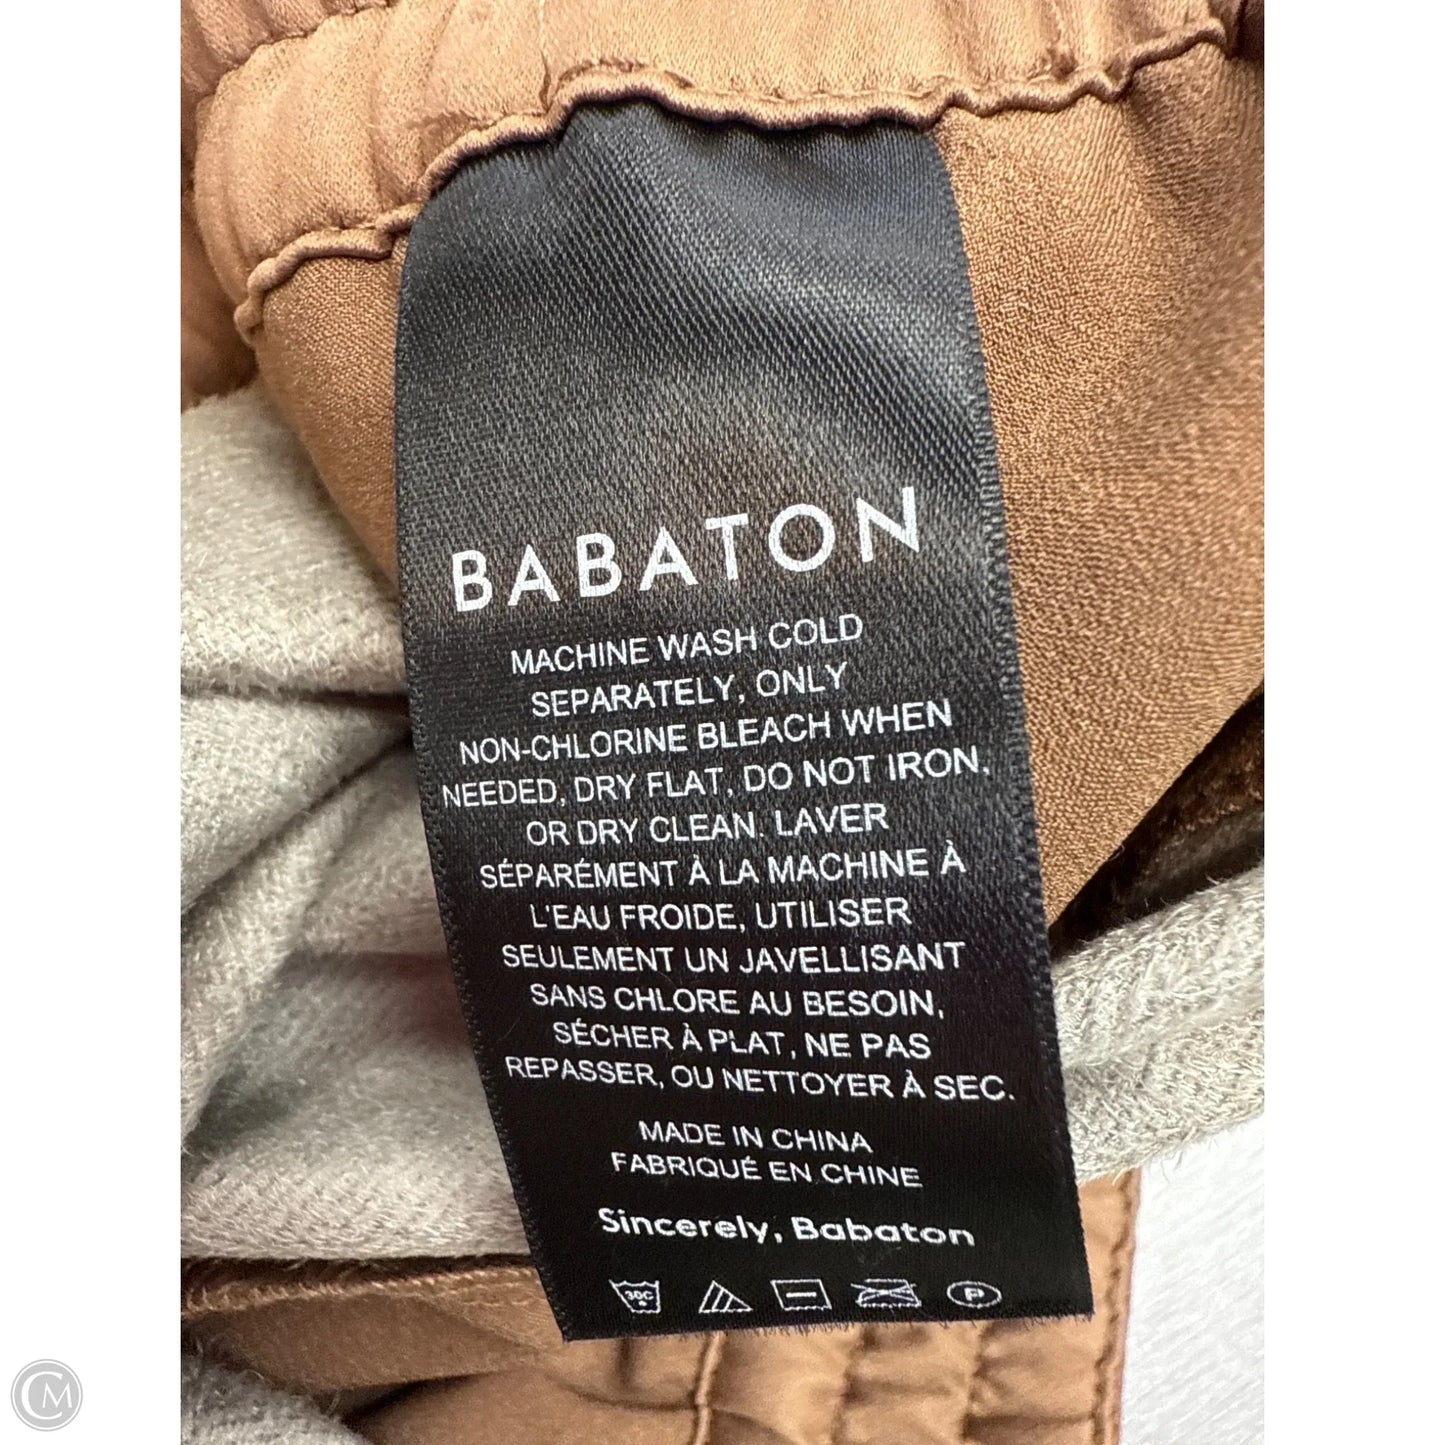 BABATON
MACHINE WASH COLD
SEPARATELY, ONLY
NON-CHLORINE BLEACH WHEN
NEEDED, DRY FLAT, DO NOT IRON,
OR DRY CLEAN. LAVER
SÉPARÉMENT À LA MACHINE À
L'EAU FROIDE, UTILISER
SEULEMENT UN JAVELLISANT
SANS CHLORE AU BESOIN,
SÉCHER À PLAT, NE PAS
REPASSER, OU NETTOYER À SEC.
MADE IN CHINA
FABRIQUÉ EN CHINE
Sincerely, Babaton
30C P
CM